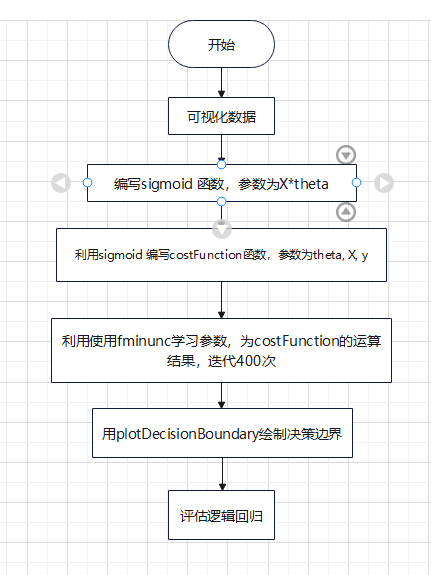 开始
可视化数据
编写sigmoid 函数，参数为X*theta
利用sigmoid 编写costFunction函数，参数为theta, X, y
利用使用fminunc学习参数，为costFunction的运算
结果，迭代400次
用plotDecisionBoundary绘制决策边界
评估逻辑回归